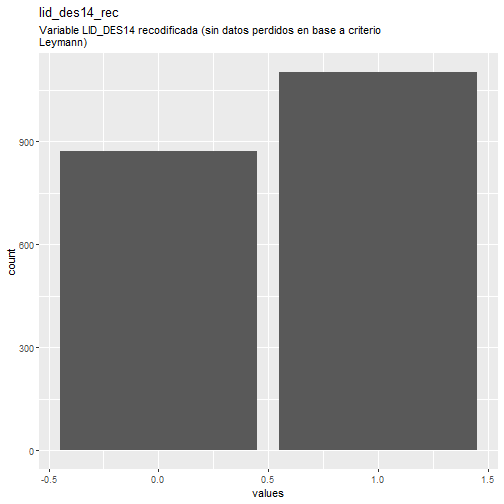 lid_des14_rec
Variable LID_DES14 recodificada (sin datos perdidos en base a criterio
Leymann)
900
600
300
0
count
-0.5 0.0 0.5 1.0 1.5
values